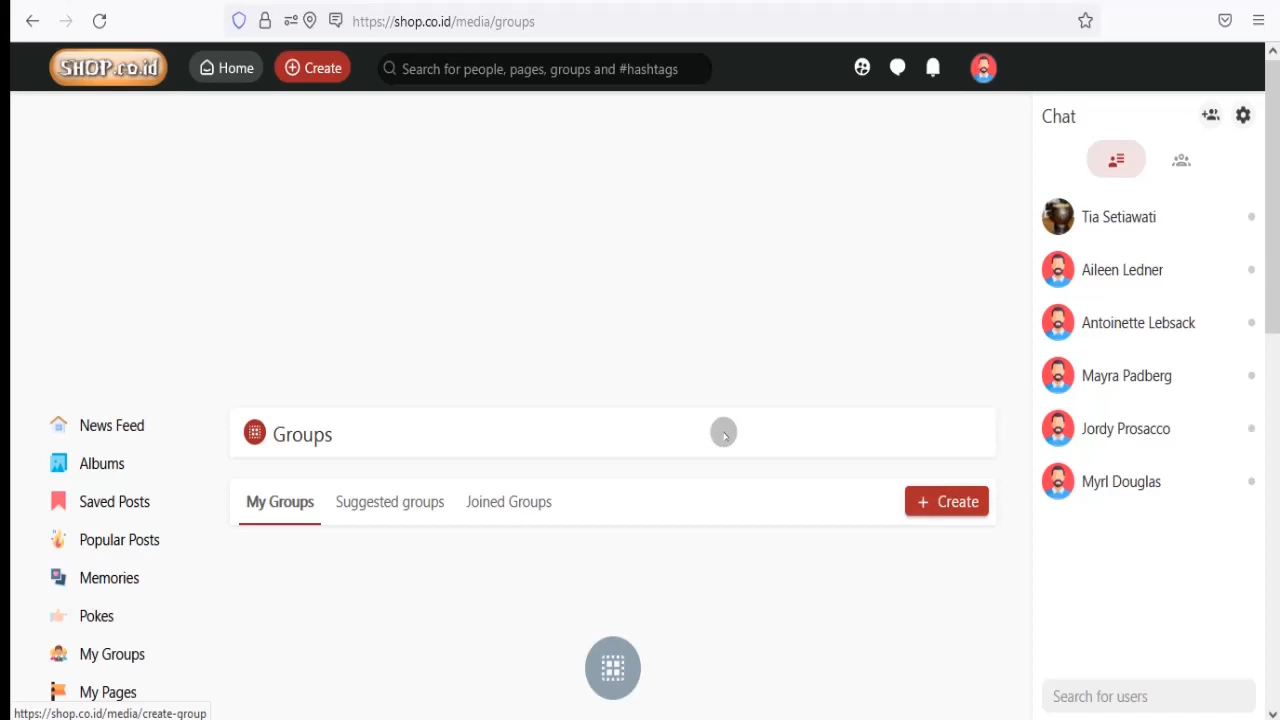 https://shop.co.id/media/groups
SHOP.co.id
Home
Create
Search for people, pages, groups and #hashtags
Chat
Tia Setiawati
Aileen Ledner
Antoinette Lebsack
Mayra Padberg
Jordy Prosacco
Myrl Douglas
Search for users
News Feed
Albums
Saved Posts
Popular Posts
Memories
Pokes
My Groups
My Pages
Groups
My Groups Suggested groups Joined Groups
+ Create
https://shop.co.id/media/create-group